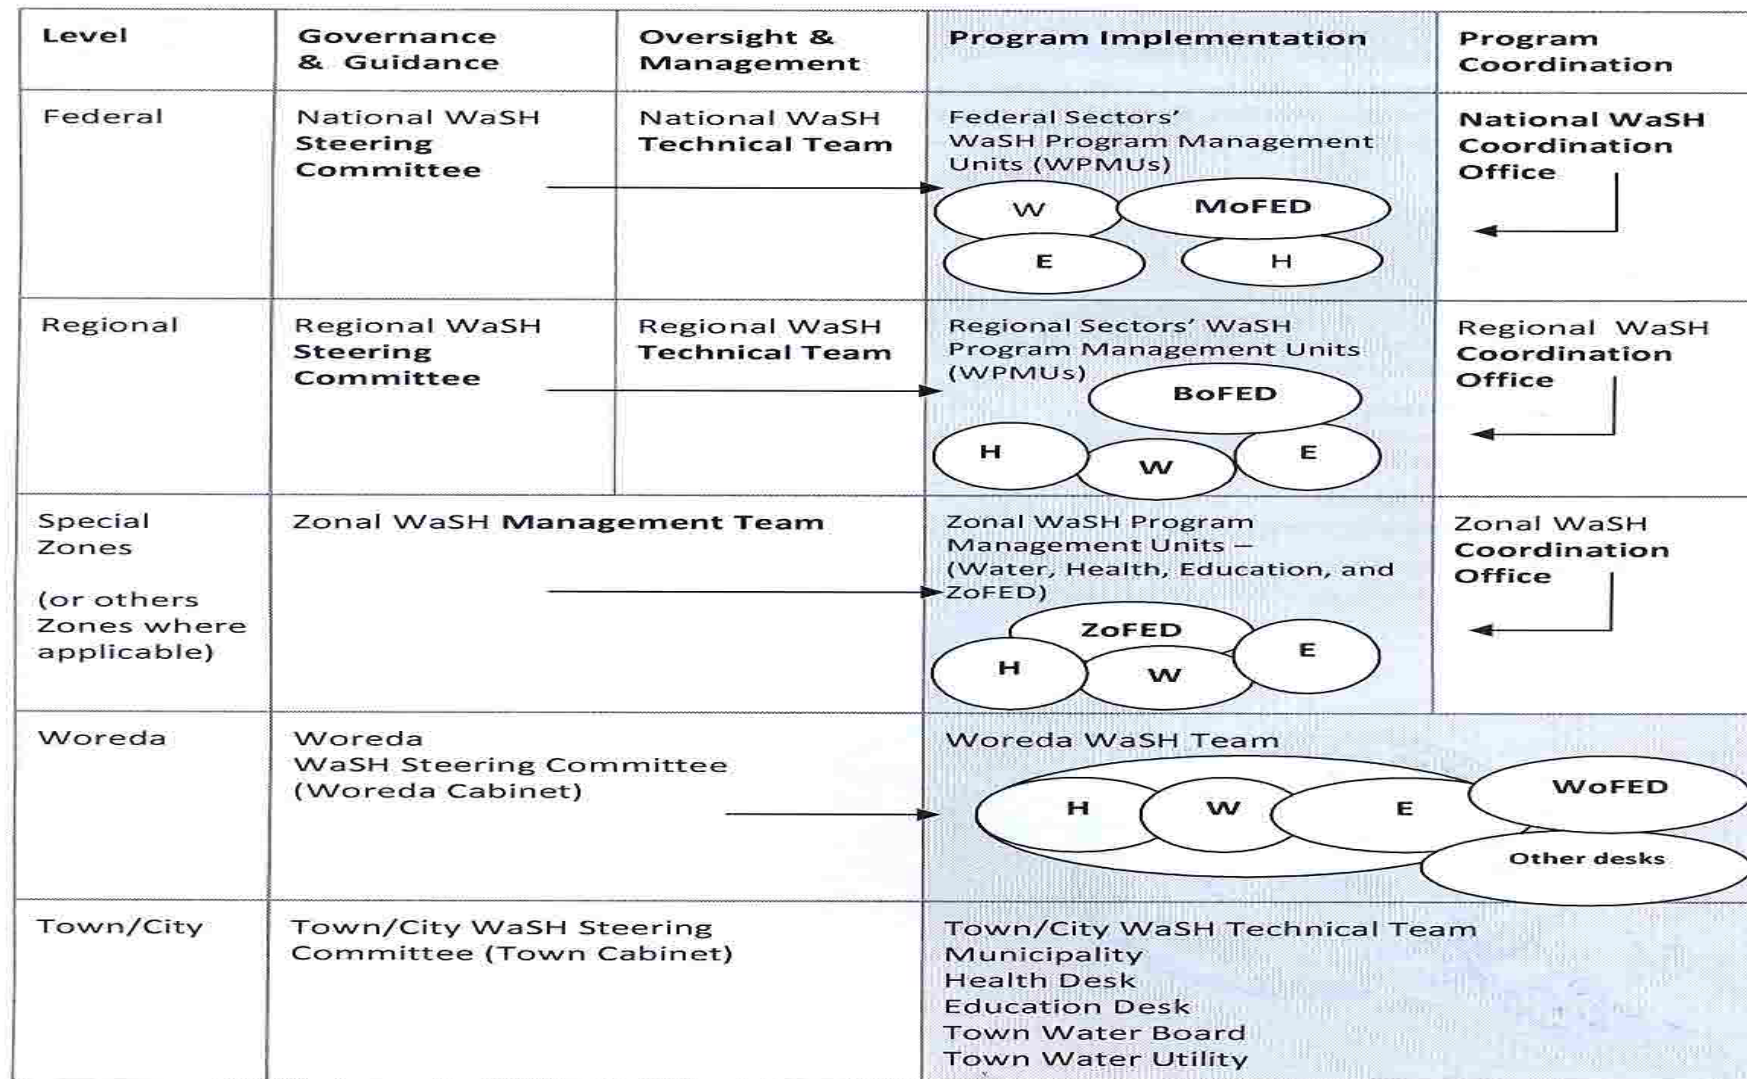 Level
Governance
& Guidance
Oversight &
Management
Program Implementation
Program
Coordination
Federal
National WaSH
Steering
Committee
National WaSH
Technical Team
Federal Sectors’
WaSH Program Management
Units (WPMUs)
W
MoFED
E
H
National WaSH
Coordination
Office
Regional
Regional WaSH
Steering
Committee
Regional WaSH
Technical Team
Regional Sectors’ WaSH
Program Management Units
(WPMUs)
BoFED
H
W
E
Regional WaSH
Coordination
Office
Special
Zones
(or others
Zones where
applicable)
Zonal WaSH Management Team
Zonal WaSH Program
Management Units –
(Water, Health, Education, and
ZoFED)
ZoFED
H
W
E
Zonal WaSH
Coordination
Office
Woreda
Woreda
WaSH Steering Committee
(Woreda Cabinet)
Woreda WaSH Team
H
W
E
WoFED
Other desks
Town/City
Town/City WaSH Steering
Committee (Town Cabinet)
Town/City WaSH Technical Team
Municipality
Health Desk
Education Desk
Town Water Board
Town Water Utility